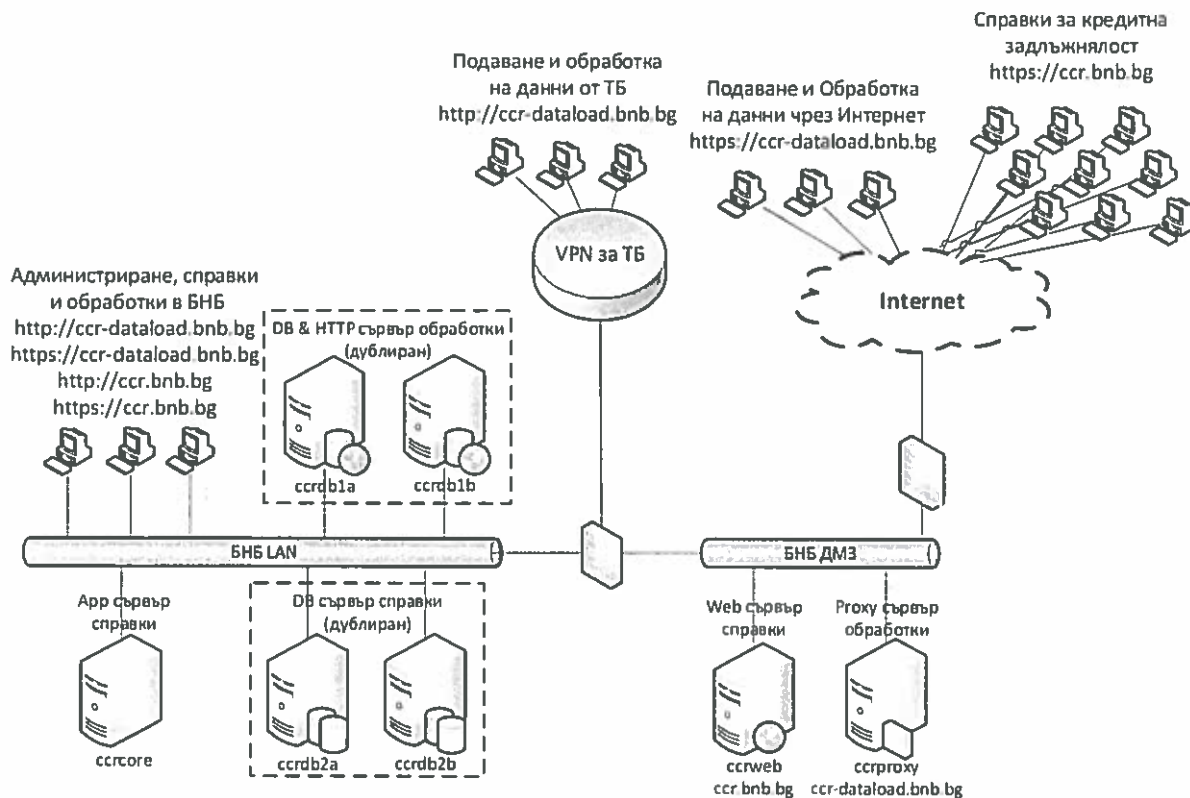 Справки за кредитна
задлъжнялост
https://ccr.bnb.bg
Подаване и обработка
на данни от ТБ
http://ccr-dataload.bnb.bg
Подаване и Обработка
на данни чрез Интернет
https://ccr-dataload.bnb.bg
VPN за ТБ
Internet
Администриране, справки
и обработки в БНБ
http://ccr-dataload.bnb.bg
https://ccr-dataload.bnb.bg
http://ccr.bnb.bg
https://ccr.bnb.bg
DB & HTTP сървър обработки
(дублиран)
ccrdb1a
ccrdb1b
БНБ LAN
БНБ ДМЗ
App сървър
справки
ccrcore
DB сървър справки
(дублиран)
ccrdb2a
ccrdb2b
Web сървър
справки
ccrweb
ccr.bnb.bg
Proxy сървър
обработки
ccrproxy
ccr-dataload.bnb.bg